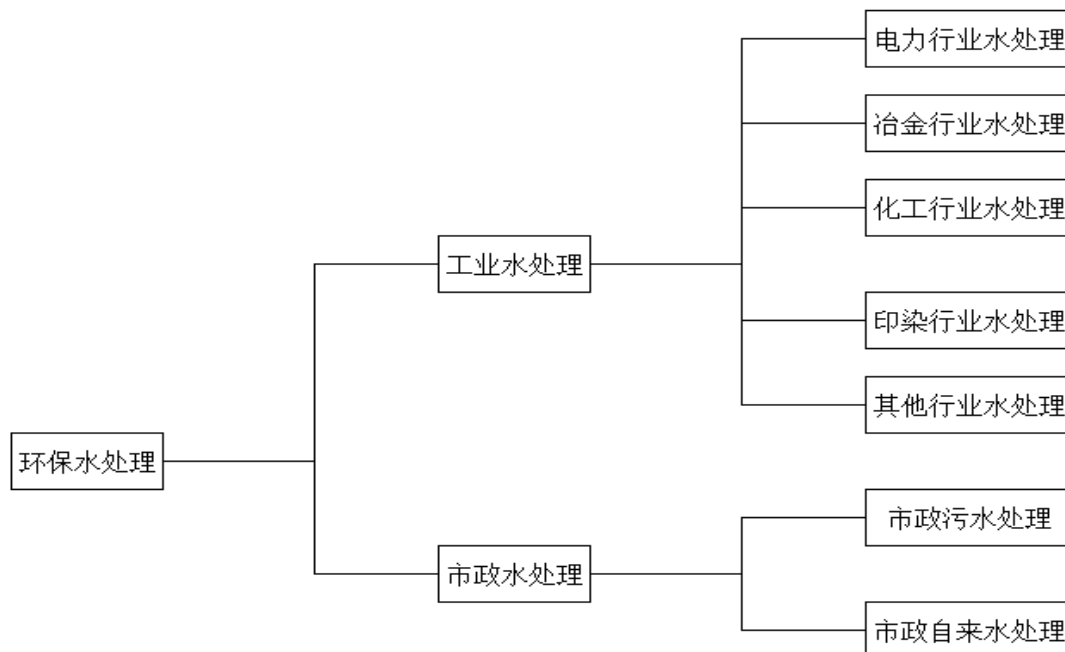 电力行业水处理
冶金行业水处理
化工行业水处理
工业水处理
印染行业水处理
其他行业水处理
环保水处理
市政污水处理
市政水处理
市政自来水处理